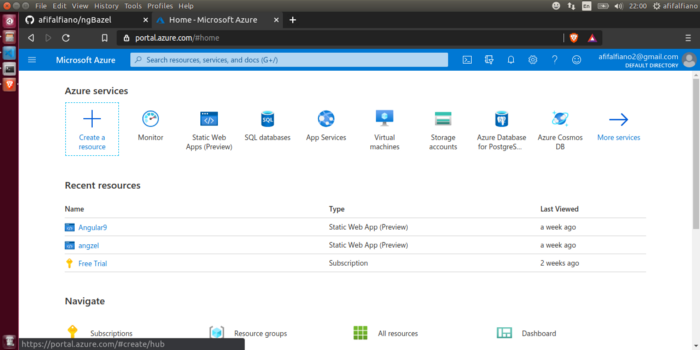 File Edit View History Bookmarks Tools Profiles Help
22:00 afifalfiano
afifalfiano/ngBazel
Home - Microsoft Azure
portal.azure.com/#home
Microsoft Azure
Search resources, services, and docs (G+/)
afifalfiano2@gmail.com
DEFAULT DIRECTORY
Azure services
Create a resource
Monitor
Static Web Apps (Preview)
SQL databases
App Services
Virtual machines
Storage accounts
Azure Database for PostgreS...
Azure Cosmos DB
More services
Recent resources
Name Type Last Viewed
Angular9 Static Web App (Preview) a week ago
angzel Static Web App (Preview) a week ago
Free Trial Subscription 2 weeks ago
Navigate
Subscriptions Resource groups All resources Dashboard
https://portal.azure.com/#create/hub